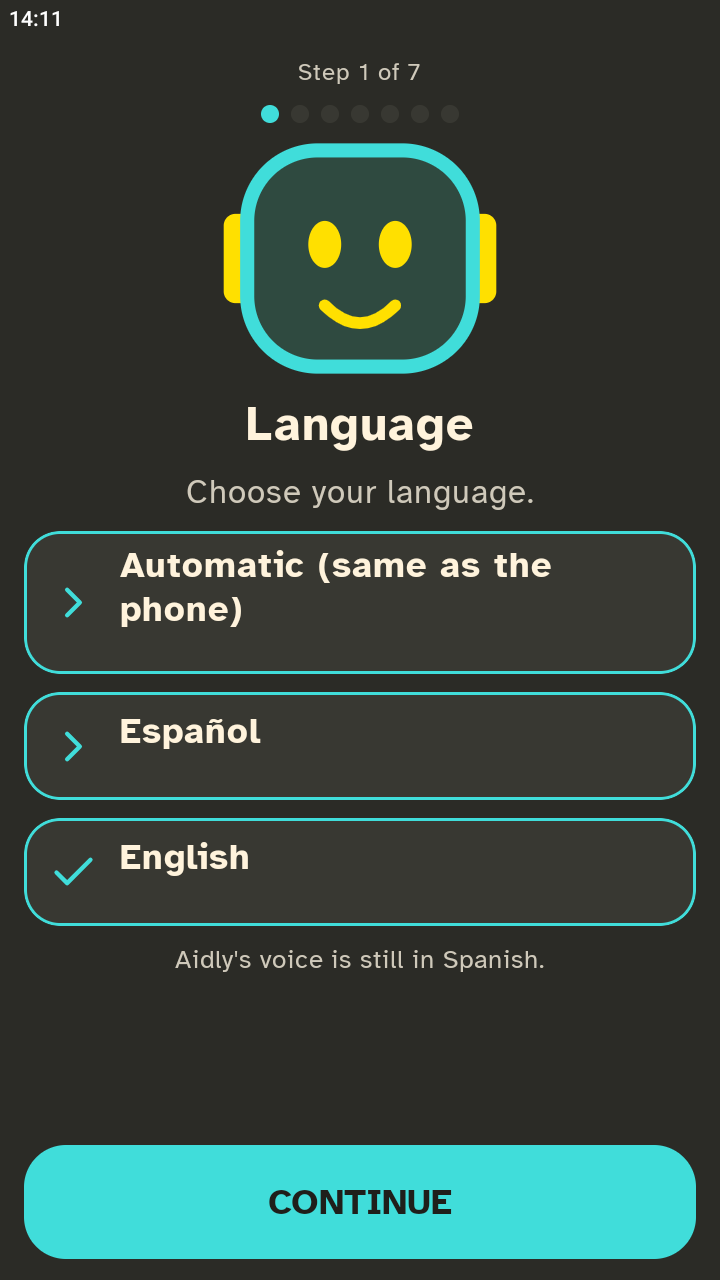 14:11
Step 1 of 7
Language
Choose your language.
Automatic (same as the
phone)
Español
English
Aidly's voice is still in Spanish.
CONTINUE